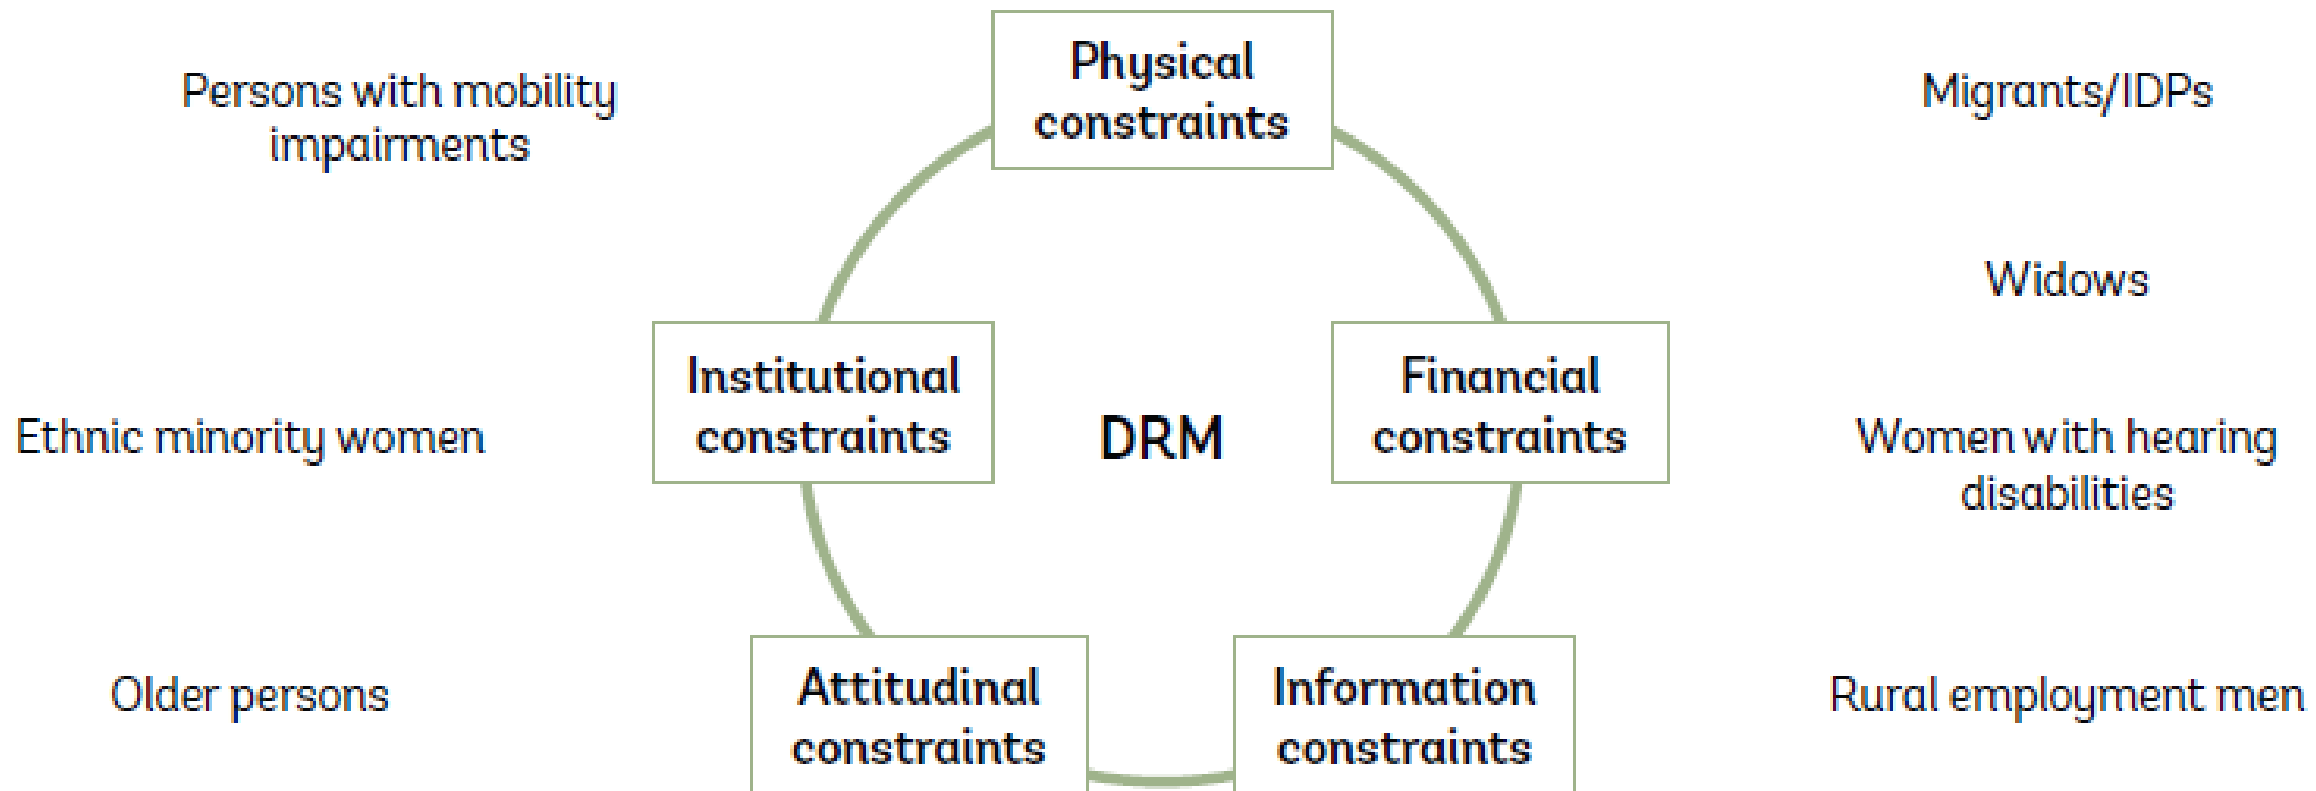 Physical
constraints
Persons with mobility
impairments
Migrants/IDPs
Widows
Institutional
constraints
DRM
Financial
constraints
Ethnic minority women
Women with hearing
disabilities
Older persons
Attitudinal
constraints
Information
constraints
Rural employment men